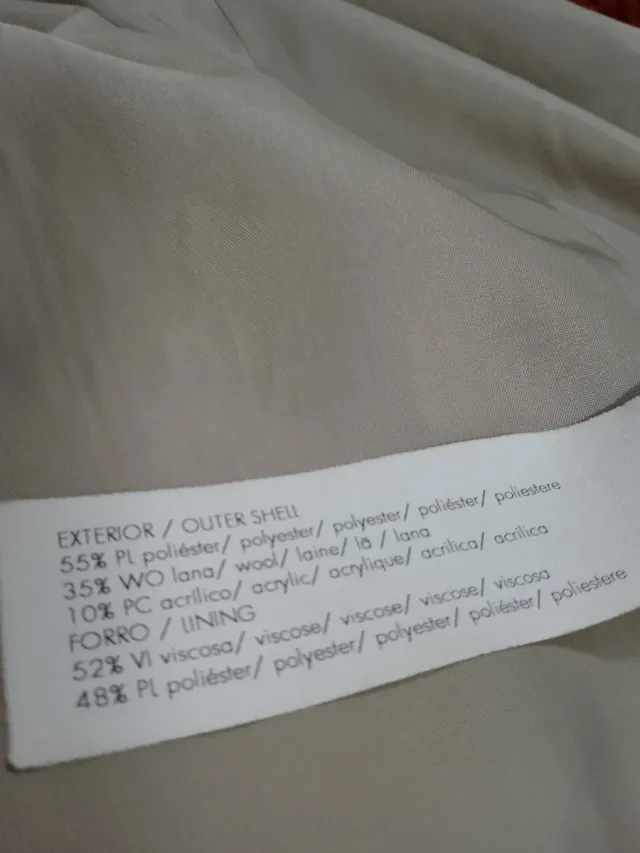 EXTERIOR / OUTER SHELL
55% PL poliéster/ polyester/ polyester/ poliéster/ poliestere
35% WO lana/ wool/ laine/ lã / lana
10% PC acrílico/ acrylic/ acrylique/ acrilica/ acrilica
FORRO / LINING
52% VI viscosa/ viscose/ viscose/ viscose/ viscosa
48% PL poliéster/ polyester/ polyester/ poliéster/ poliestere